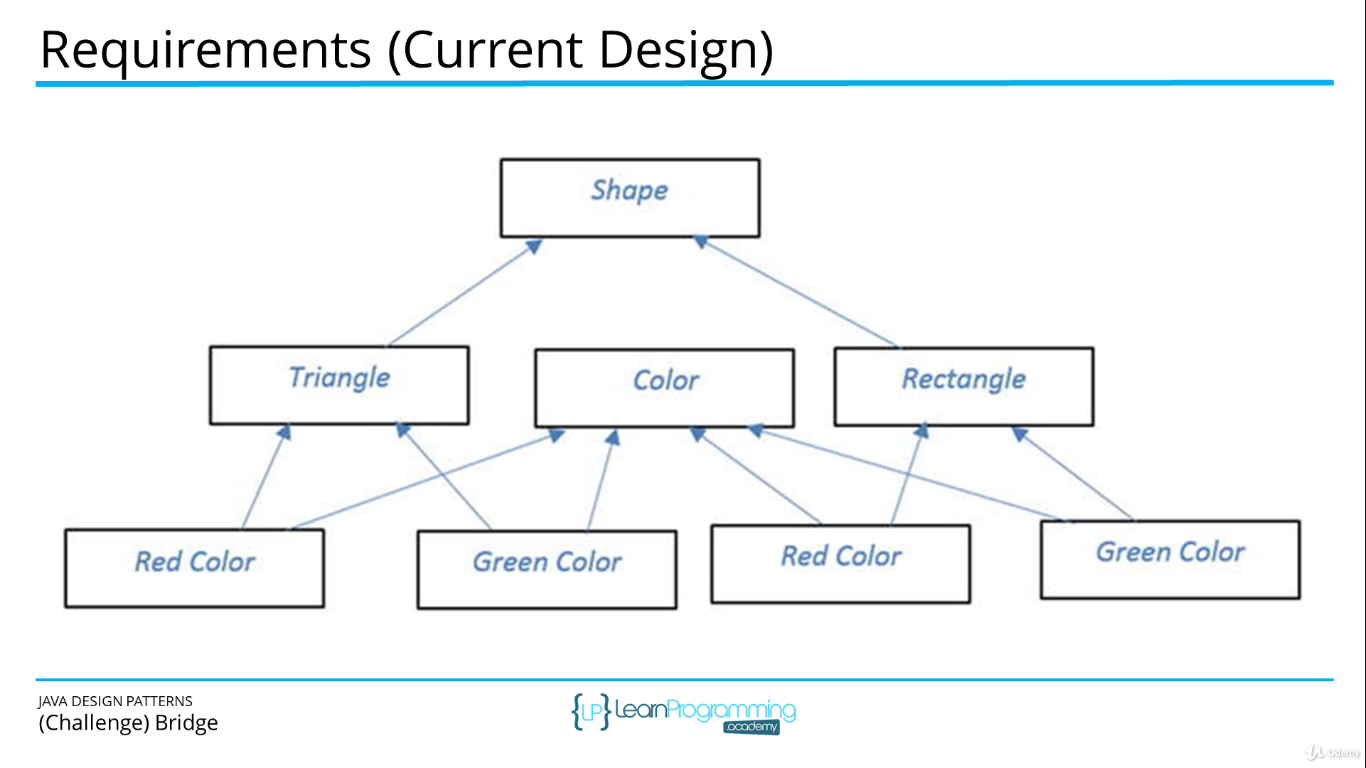 Requirements (Current Design)
Shape
Triangle
Color
Rectangle
Red Color
Green Color
Red Color
Green Color
JAVA DESIGN PATTERNS
(Challenge) Bridge
{LP} LearnProgramming
.academy
Udemy